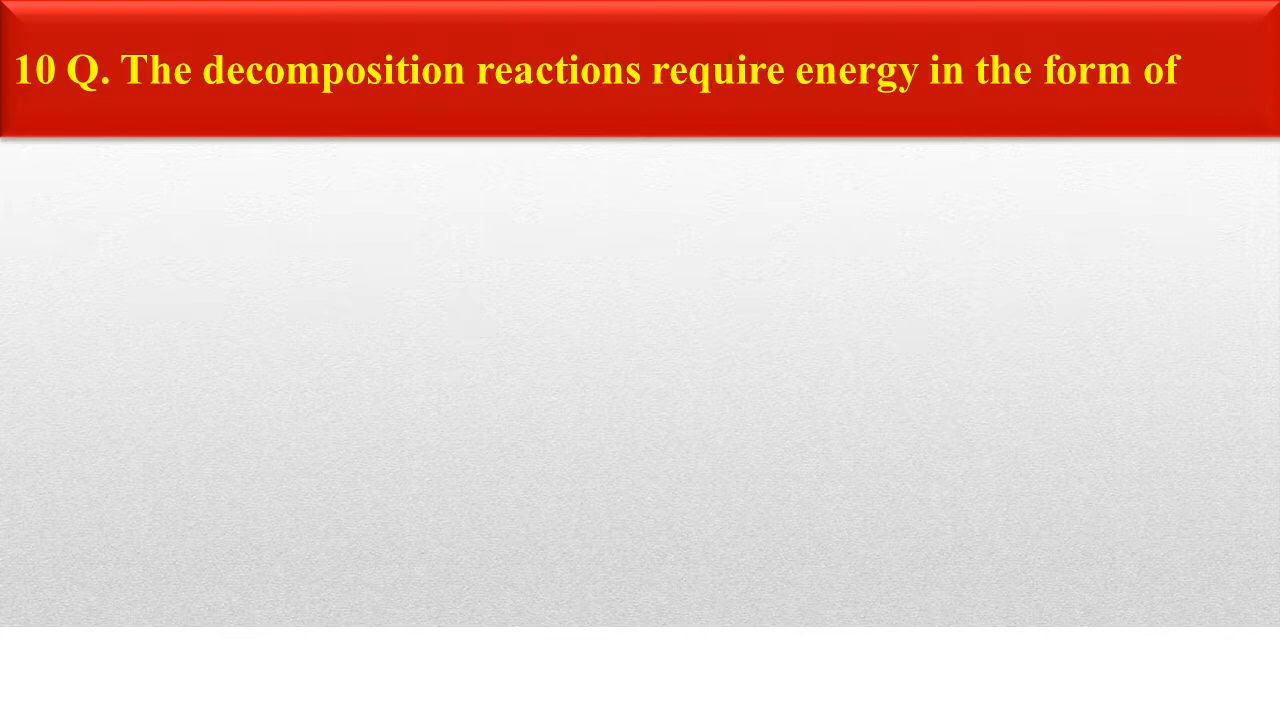 10 Q. The decomposition reactions require energy in the form of